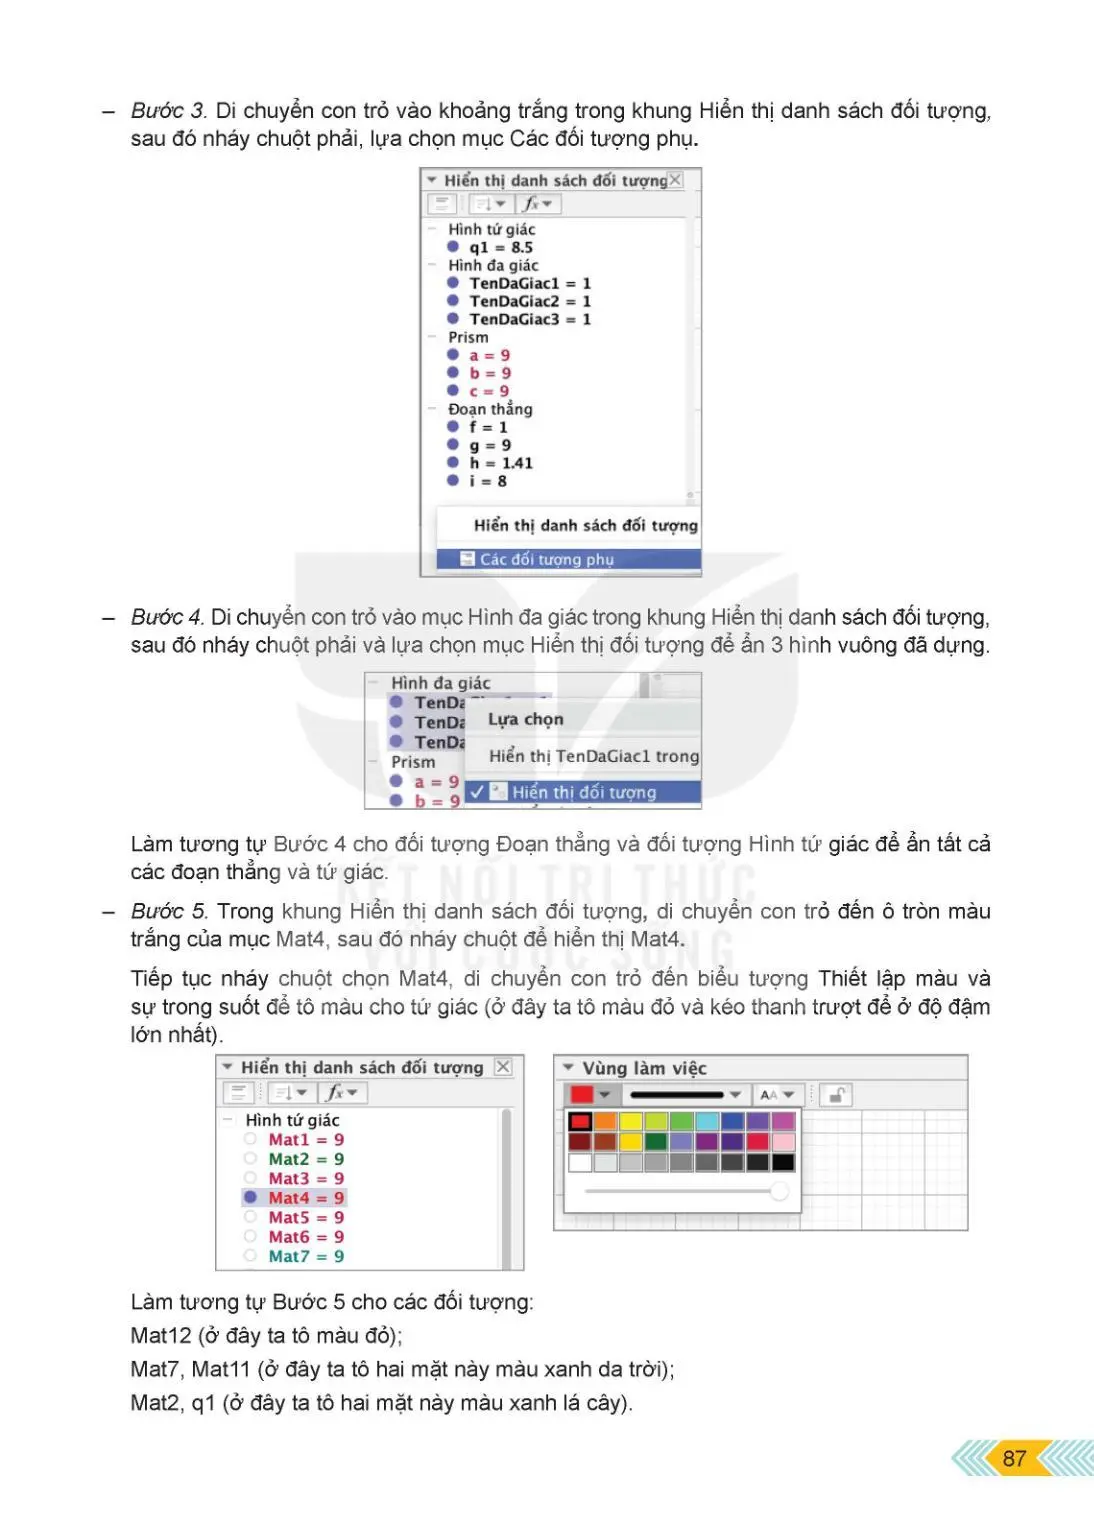 – Bước 3. Di chuyển con trỏ vào khoảng trắng trong khung Hiển thị danh sách đối tượng,
sau đó nháy chuột phải, lựa chọn mục Các đối tượng phụ.
Hiển thị danh sách đối tượng
fx
Hình tứ giác
q1 = 8.5
Hình đa giác
TenDaGiac1 = 1
TenDaGiac2 = 1
TenDaGiac3 = 1
Prism
a = 9
b = 9
c = 9
Đoạn thẳng
f = 1
g = 9
h = 1.41
i = 8
Hiển thị danh sách đối tượng
Các đối tượng phụ
– Bước 4. Di chuyển con trỏ vào mục Hình đa giác trong khung Hiển thị danh sách đối tượng,
sau đó nháy chuột phải và lựa chọn mục Hiển thị đối tượng để ẩn 3 hình vuông đã dựng.
Hình đa giác
TenDa
TenDa Lựa chọn
TenDa
Prism Hiển thị TenDaGiac1 trong
a = 9
b = 9 ✓ Hiển thị đối tượng
Làm tương tự Bước 4 cho đối tượng Đoạn thẳng và đối tượng Hình tứ giác để ẩn tất cả
các đoạn thẳng và tứ giác.
KẾT NỐI TRI THỨC
VỚI CUỘC SỐNG
– Bước 5. Trong khung Hiển thị danh sách đối tượng, di chuyển con trỏ đến ô tròn màu
trắng của mục Mat4, sau đó nháy chuột để hiển thị Mat4.
Tiếp tục nháy chuột chọn Mat4, di chuyển con trỏ đến biểu tượng Thiết lập màu và
sự trong suốt để tô màu cho tứ giác (ở đây ta tô màu đỏ và kéo thanh trượt để ở độ đậm
lớn nhất).
Hiển thị danh sách đối tượng
fx
Hình tứ giác
Mat1 = 9
Mat2 = 9
Mat3 = 9
Mat4 = 9
Mat5 = 9
Mat6 = 9
Mat7 = 9
Vùng làm việc
AA
Làm tương tự Bước 5 cho các đối tượng:
Mat12 (ở đây ta tô màu đỏ);
Mat7, Mat11 (ở đây ta tô hai mặt này màu xanh da trời);
Mat2, q1 (ở đây ta tô hai mặt này màu xanh lá cây).
87